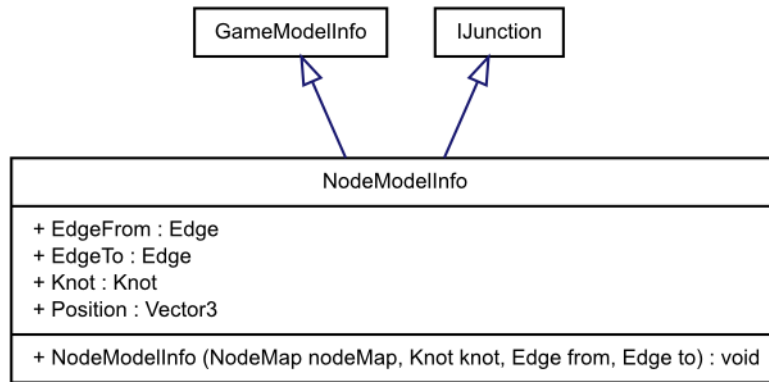 GameModelInfo
IJunction
NodeModelInfo
+ EdgeFrom : Edge
+ EdgeTo : Edge
+ Knot : Knot
+ Position : Vector3
+ NodeModelInfo (NodeMap nodeMap, Knot knot, Edge from, Edge to) : void